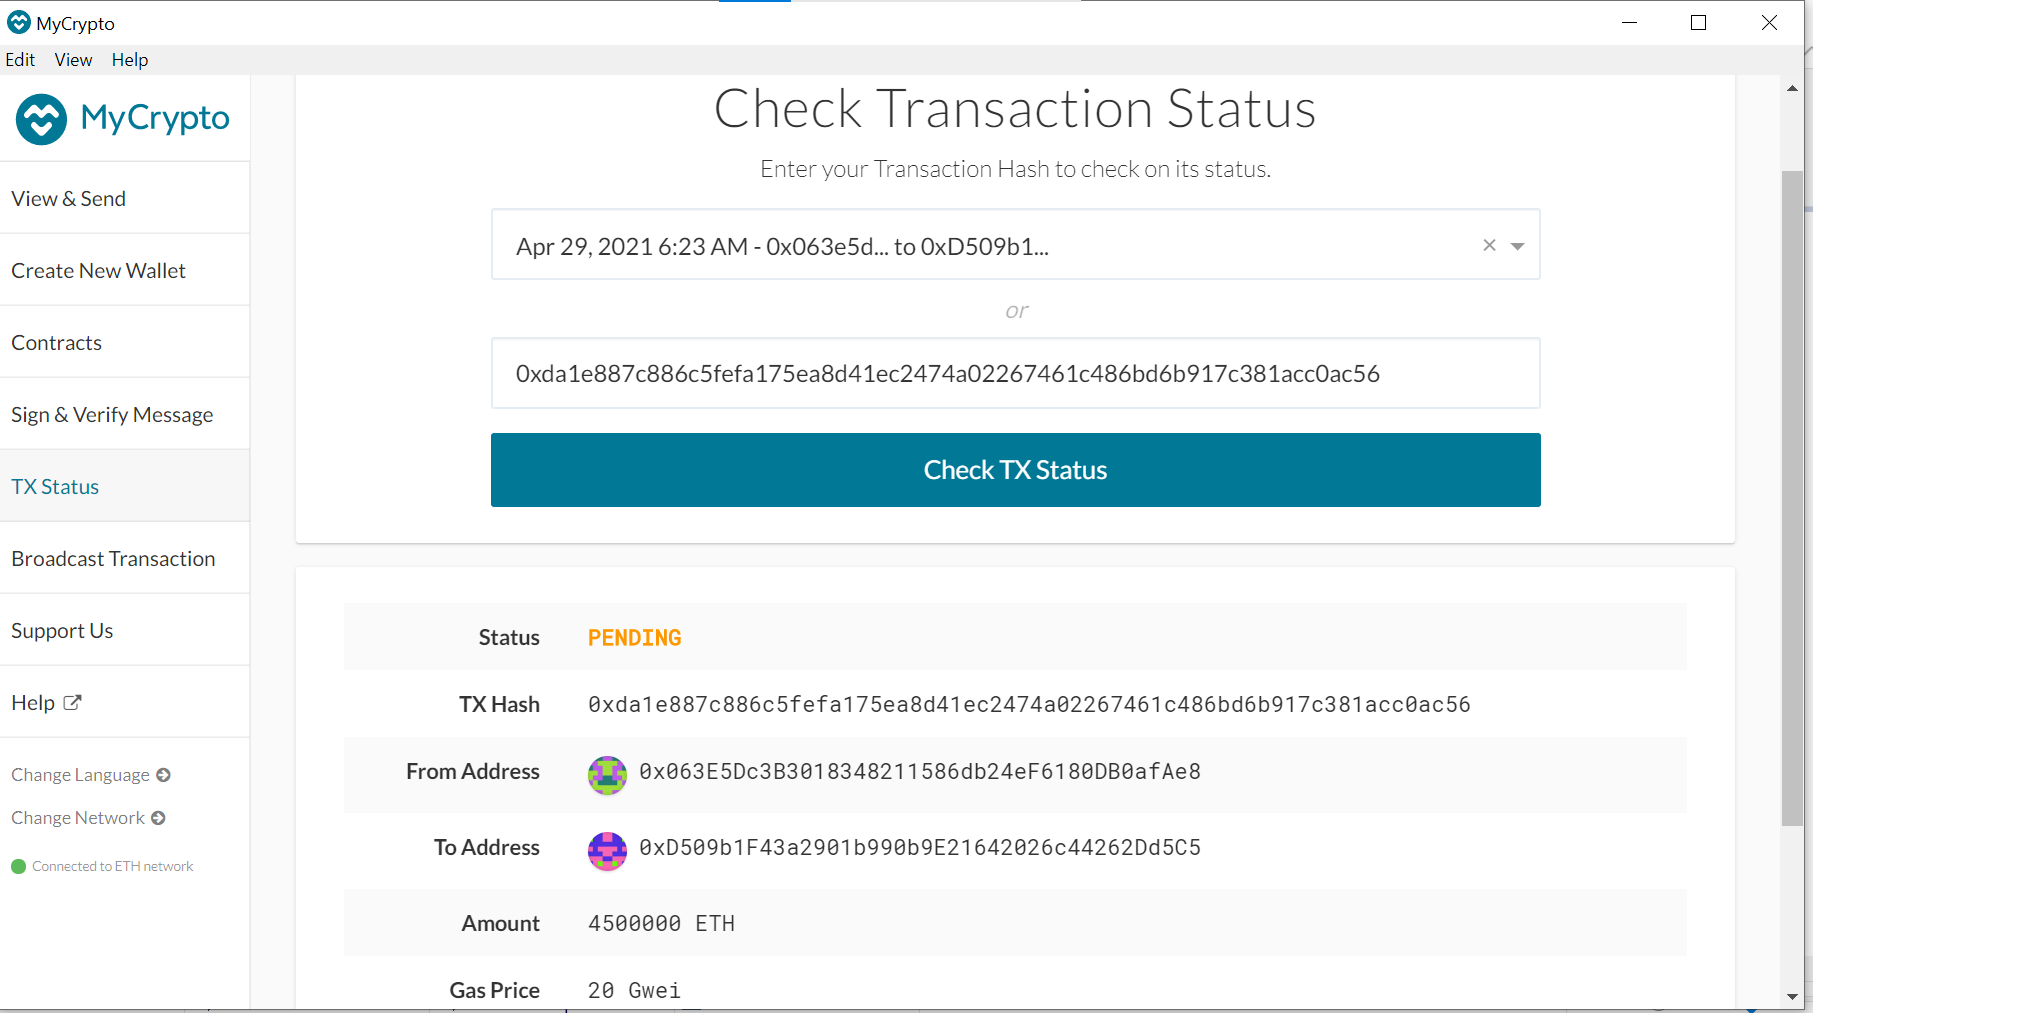 MyCrypto
Edit View Help
MyCrypto
View & Send
Create New Wallet
Contracts
Sign & Verify Message
TX Status
Broadcast Transaction
Support Us
Help
Change Language
Change Network
Connected to ETH network
Check Transaction Status
Enter your Transaction Hash to check on its status.
Apr 29, 2021 6:23 AM - 0x063e5d... to 0xD509b1...
or
0xda1e887c886c5fefa175ea8d41ec2474a02267461c486bd6b917c381acc0ac56
Check TX Status
Status PENDING
TX Hash 0xda1e887c886c5fefa175ea8d41ec2474a02267461c486bd6b917c381acc0ac56
From Address 0x063E5Dc3B3018348211586db24eF6180DB0afAe8
To Address 0xD509b1F43a2901b990b9E21642026c44262Dd5C5
Amount 4500000 ETH
Gas Price 20 Gwei